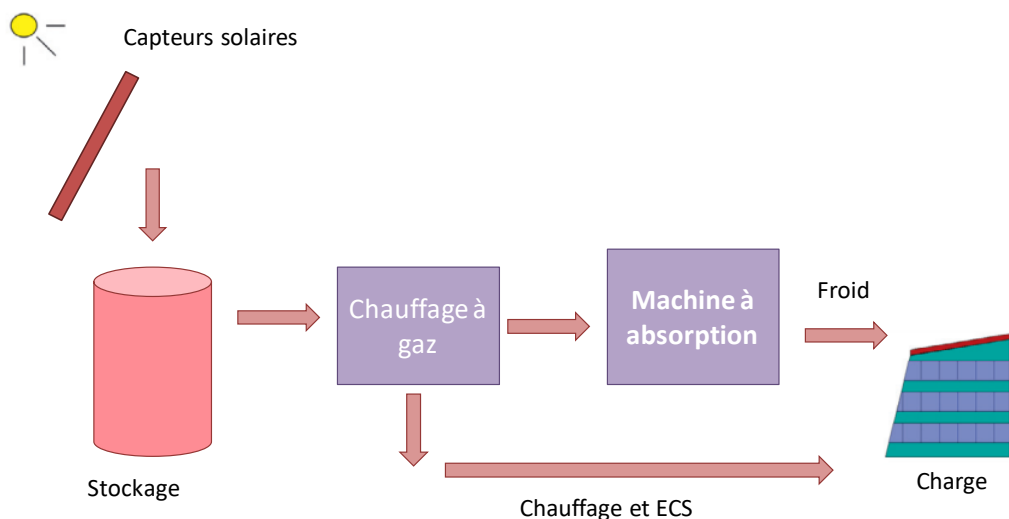 Capteurs solaires
Chauffage à
gaz
Machine à
absorption
Froid
Stockage
Chauffage et ECS
Charge